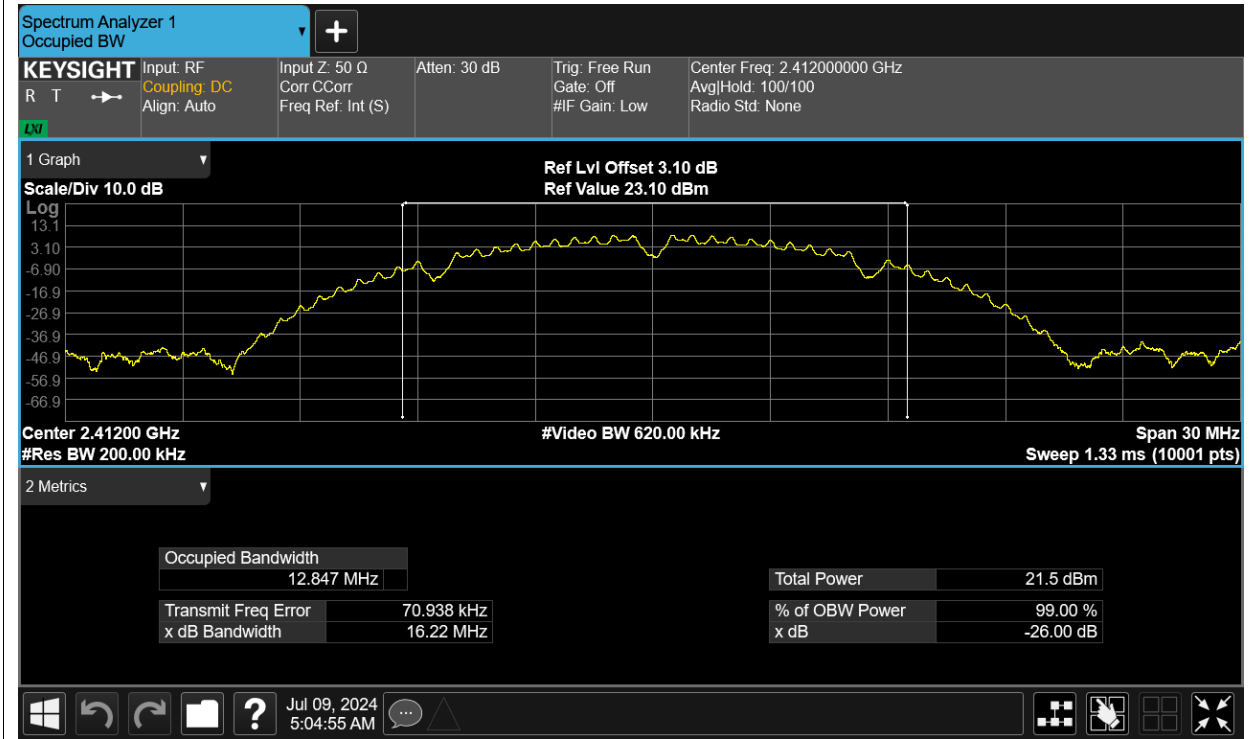 Spectrum Analyzer 1
Occupied BW
KEYSIGHT
R T
LXI
Input: RF
Coupling: DC
Align: Auto
Input Z: 50 Ω
Corr CCorr
Freq Ref: Int (S)
Atten: 30 dB
Trig: Free Run
Gate: Off
#IF Gain: Low
Center Freq: 2.412000000 GHz
Avg|Hold: 100/100
Radio Std: None
1 Graph
Scale/Div 10.0 dB
Ref Lvl Offset 3.10 dB
Ref Value 23.10 dBm
Log
13.1
3.10
-6.90
-16.9
-26.9
-36.9
-46.9
-56.9
-66.9
Center 2.41200 GHz
#Res BW 200.00 kHz
#Video BW 620.00 kHz
Span 30 MHz
Sweep 1.33 ms (10001 pts)
2 Metrics
Occupied Bandwidth
12.847 MHz
Transmit Freq Error 70.938 kHz
x dB Bandwidth 16.22 MHz
Total Power 21.5 dBm
% of OBW Power 99.00 %
x dB -26.00 dB
?
Jul 09, 2024
5:04:55 AM